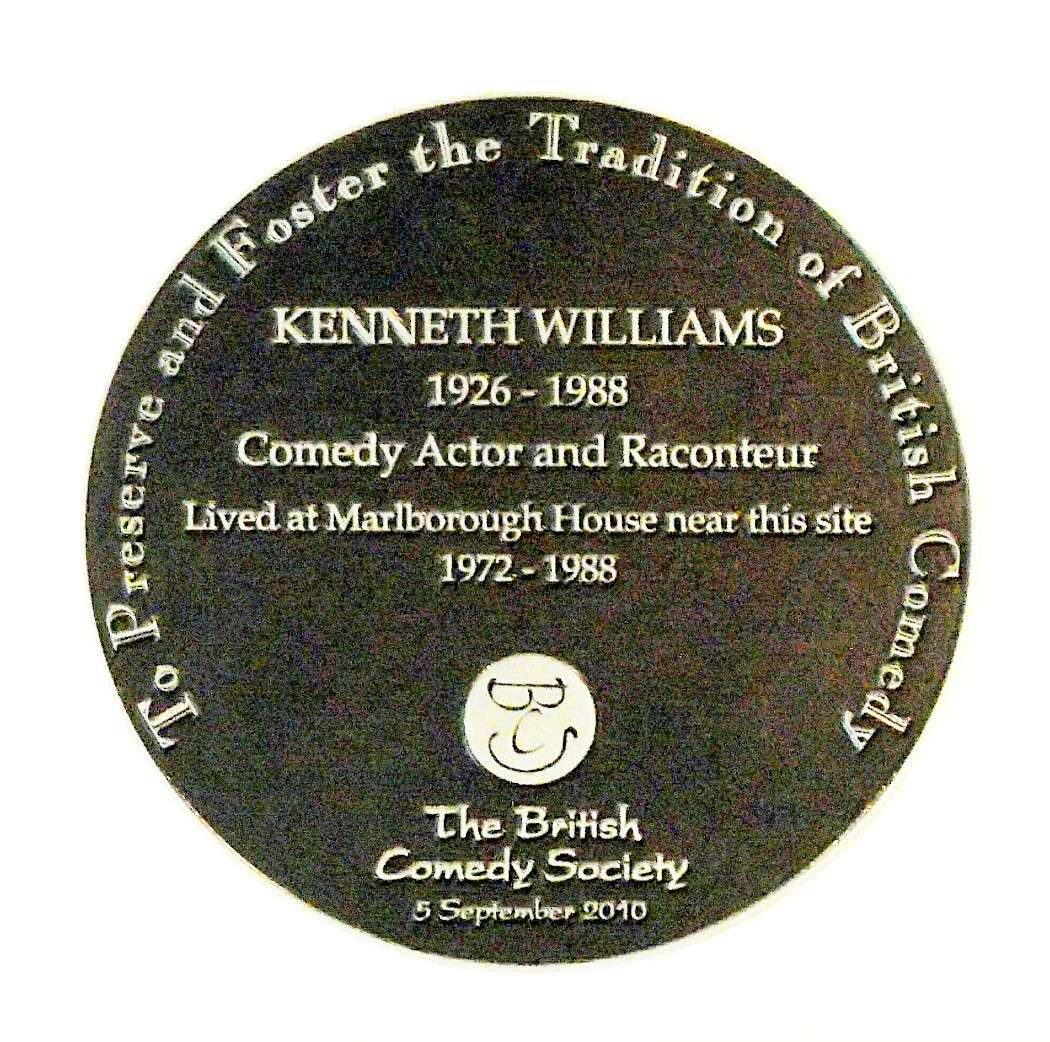 To Preserve and Foster the Tradition of British Comedy
KENNETH WILLIAMS
1926 - 1988
Comedy Actor and Raconteur
Lived at Marlborough House near this site
1972 - 1988
BCS
The British
Comedy Society
5 September 2010